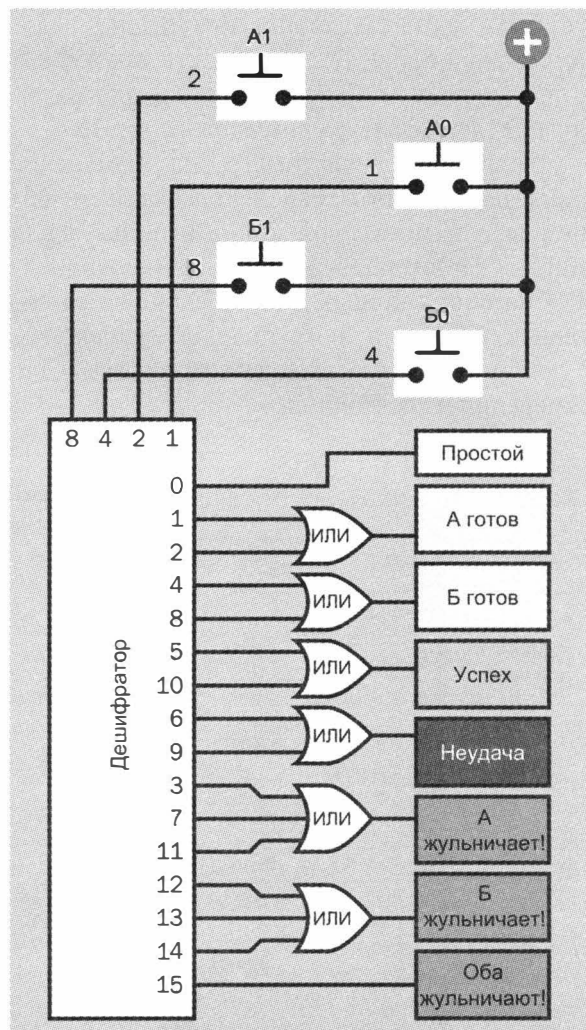 +
А1
2
А0
1
Б1
8
Б0
4
8 4 2 1
Дешифратор
0
Простой
1
2
ИЛИ
А готов
4
8
ИЛИ
Б готов
5
10
ИЛИ
Успех
6
9
ИЛИ
Неудача
3
7
11
ИЛИ
А
жульничает!
12
13
14
ИЛИ
Б
жульничает!
15
Оба
жульничают!